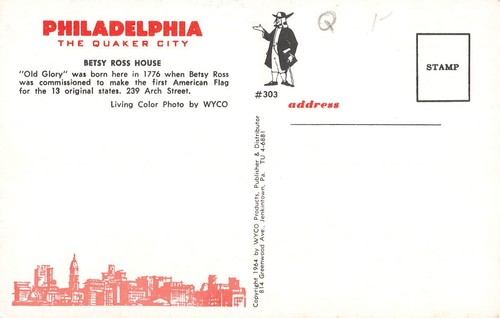 PHILADELPHIA
THE QUAKER CITY
BETSY ROSS HOUSE
"Old Glory" was born here in 1776 when Betsy Ross
was commissioned to make the first American Flag
for the 13 original states. 239 Arch Street.
Living Color Photo by WYCO
#303
Q
address
STAMP
Copyright 1964 by WYCO Products, Publisher & Distributor
814 Greenwood Ave., Jenkintown, Pa. TU 4-6881